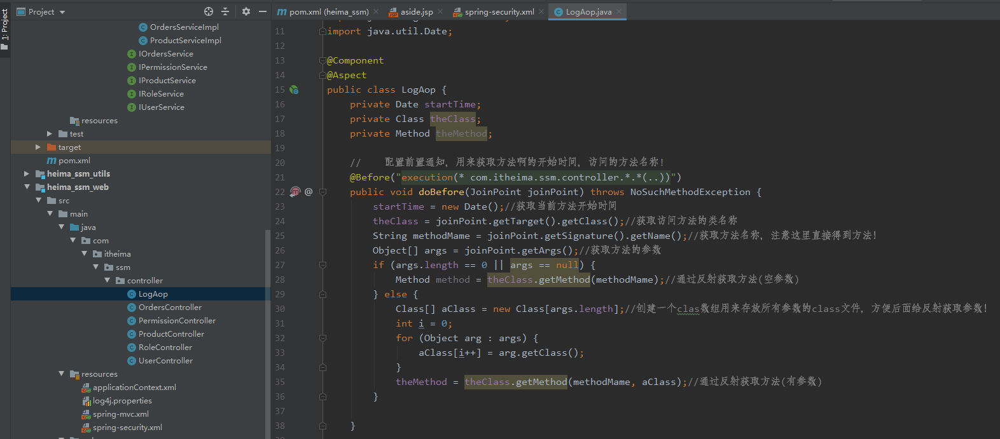 1: Project
Project
OrdersServiceImpl
ProductServiceImpl
IOrdersService
IPermissionService
IProductService
IRoleService
IUserService
resources
test
target
pom.xml
heima_ssm_utils
heima_ssm_web
src
main
java
com
itheima
ssm
controller
LogAop
OrdersController
PermissionController
ProductController
RoleController
UserController
resources
applicationContext.xml
log4j.properties
spring-mvc.xml
spring-security.xml
pom.xml (heima_ssm) aside.jsp spring-security.xml LogAop.java
11 import java.util.Date;
12
13 @Component
14 @Aspect
15 public class LogAop {
16 private Date startTime;
17 private Class theClass;
18 private Method theMethod;
19
20 // 配置前置通知，用来获取方法啊的开始时间，访问的方法名称！
21 @Before("execution(* com.itheima.ssm.controller.*.*(..))")
22 public void doBefore(JoinPoint joinPoint) throws NoSuchMethodException {
23 startTime = new Date();//获取当前方法开始时间
24 theClass = joinPoint.getTarget().getClass();//获取访问方法的类名称
25 String methodMame = joinPoint.getSignature().getName();//获取方法名称，注意这里直接得到方法！
26 Object[] args = joinPoint.getArgs();//获取方法的参数
27 if (args.length == 0 || args == null) {
28 Method method = theClass.getMethod(methodMame);//通过反射获取方法(空参数)
29 } else {
30 Class[] aClass = new Class[args.length];//创建一个clas数组用来存放所有参数的class文件，方便后面给反射获取参数！
31 int i = 0;
32 for (Object arg : args) {
33 aClass[i++] = arg.getClass();
34 }
35 theMethod = theClass.getMethod(methodMame, aClass);//通过反射获取方法(有参数)
36 }
37
38 }